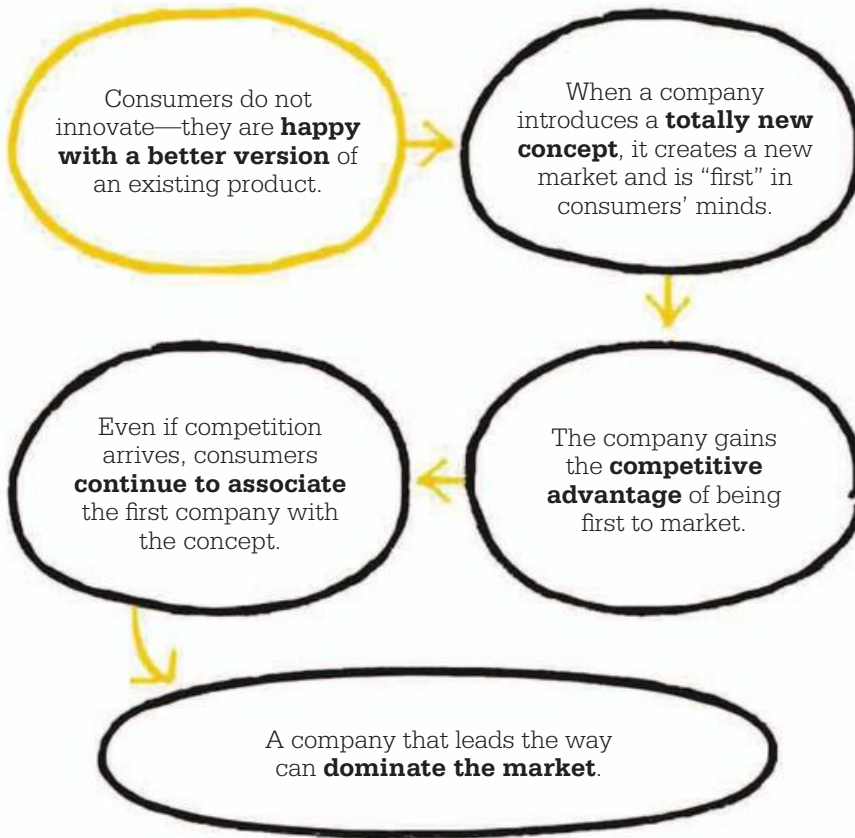 Consumers do not
innovate—they are happy
with a better version of
an existing product.
When a company
introduces a totally new
concept, it creates a new
market and is “first” in
consumers’ minds.
The company gains
the competitive
advantage of being
first to market.
Even if competition
arrives, consumers
continue to associate
the first company with
the concept.
A company that leads the way
can dominate the market.